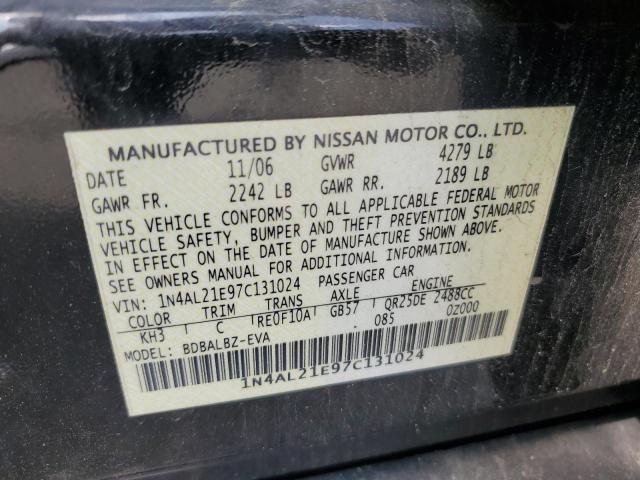 MANUFACTURED BY NISSAN MOTOR CO., LTD.
DATE 11/06 GVWR 4279 LB
GAWR FR. 2242 LB GAWR RR. 2189 LB
THIS VEHICLE CONFORMS TO ALL APPLICABLE FEDERAL MOTOR
VEHICLE SAFETY, BUMPER AND THEFT PREVENTION STANDARDS
IN EFFECT ON THE DATE OF MANUFACTURE SHOWN ABOVE.
SEE OWNERS MANUAL FOR ADDITIONAL INFORMATION.
VIN: 1N4AL21E97C131024 PASSENGER CAR
COLOR TRIM TRANS AXLE ENGINE
KH3 C RE0F10A GB57 QR25DE 2488CC
085 0Z000
MODEL: BDBALBZ-EVA
1N4AL21E97C131024